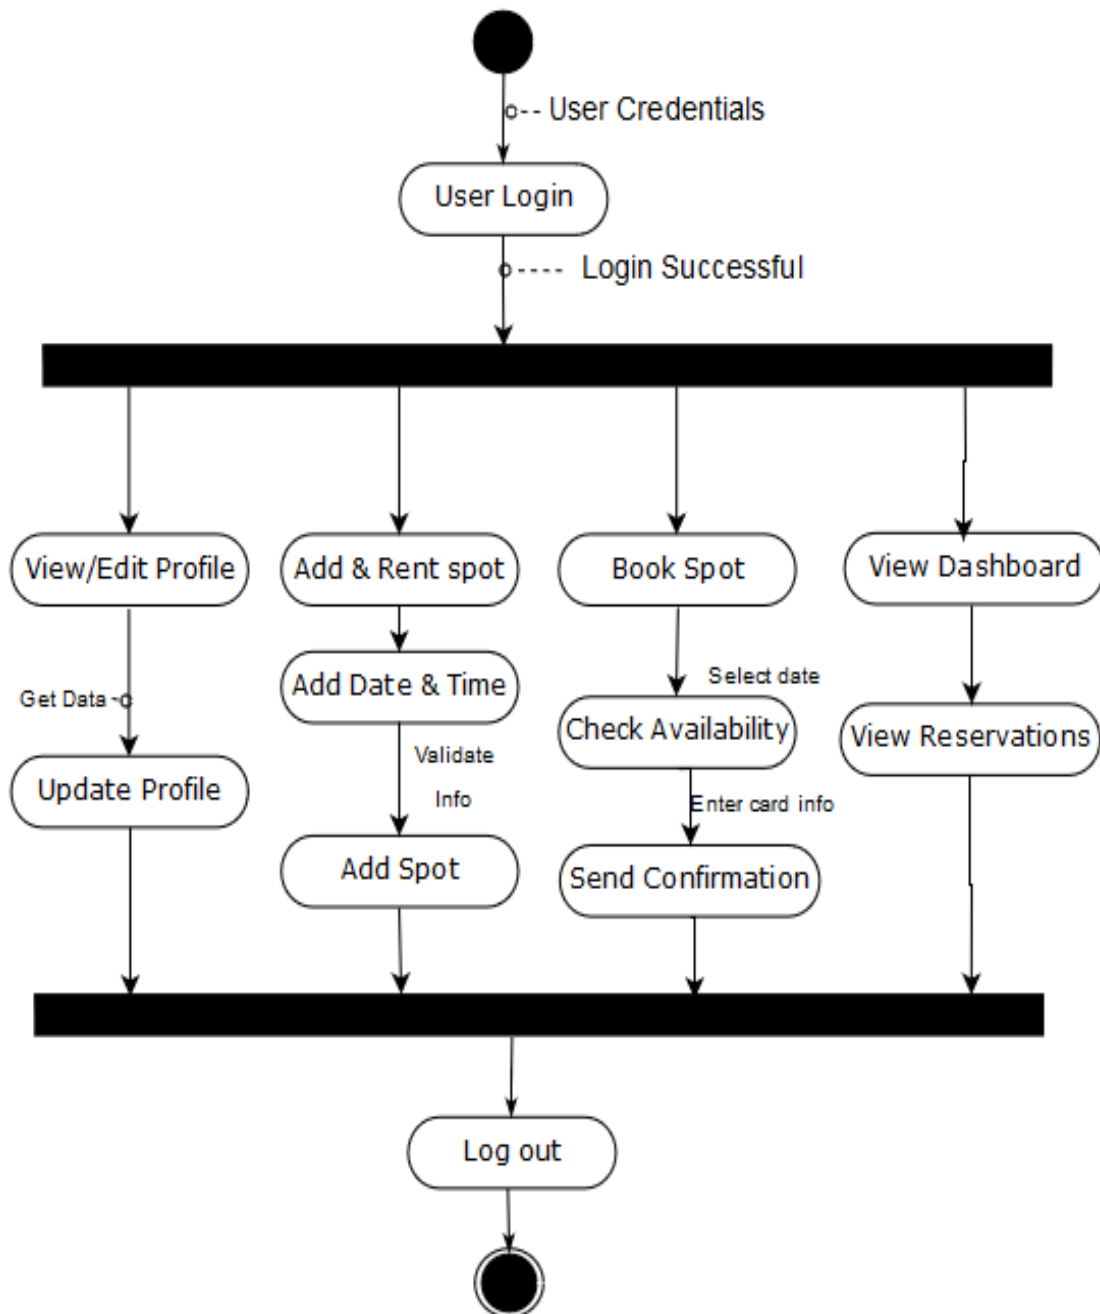 User Credentials
User Login
Login Successful
View/Edit Profile
Get Data
Update Profile
Add & Rent spot
Add Date & Time
Validate
Info
Add Spot
Book Spot
Select date
Check Availability
Enter card info
Send Confirmation
View Dashboard
View Reservations
Log out